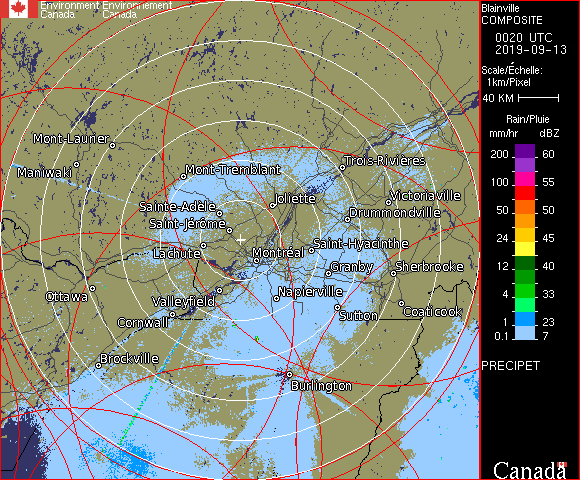 Environment Environnement
Canada Canada
Blainville
COMPOSITE
0020 UTC
2019-09-13
Scale/Échelle:
1km/Pixel
40 KM
Rain/Pluie
mm/hr dBZ
200 60
100 55
50 50
24 45
12 40
4 33
1 23
0.1 7
PRECIPET
Canada
Mont-Laurier
Maniwaki
Mont-Tremblant
Trois-Rivières
Sainte-Adèle
Joliette
Victoriaville
Saint-Jérôme
Drummondville
Lachute
Montréal
Saint-Hyacinthe
Granby
Sherbrooke
Ottawa
Valleyfield
Napierville
Cornwall
Sutton
Coaticook
Brockville
Burlington